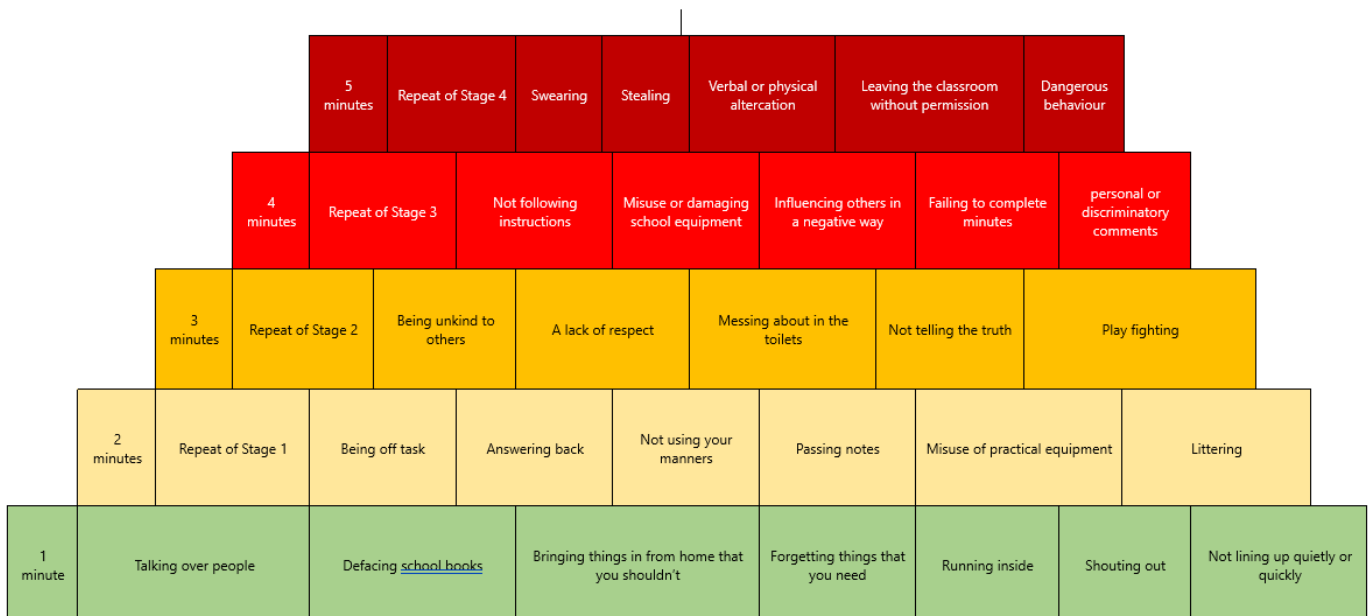 5
minutes
Repeat of Stage 4
Swearing
Stealing
Verbal or physical
altercation
Leaving the classroom
without permission
Dangerous
behaviour
4
minutes
Repeat of Stage 3
Not following
instructions
Misuse or damaging
school equipment
Influencing others in
a negative way
Failing to complete
minutes
personal or
discriminatory
comments
3
minutes
Repeat of Stage 2
Being unkind to
others
A lack of respect
Messing about in the
toilets
Not telling the truth
Play fighting
2
minutes
Repeat of Stage 1
Being off task
Answering back
Not using your
manners
Passing notes
Misuse of practical equipment
Littering
1
minute
Talking over people
Defacing school books
Bringing things in from home that
you shouldn't
Forgetting things that
you need
Running inside
Shouting out
Not lining up quietly or
quickly